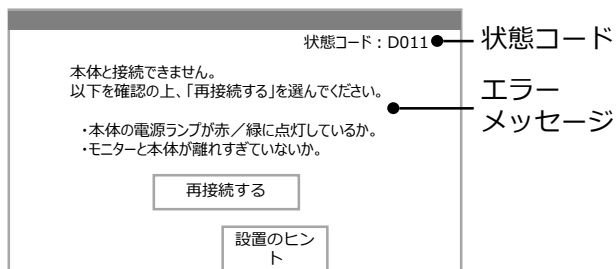 状態コード：D011
状態コード
本体と接続できません。
以下を確認の上、「再接続する」を選んでください。
エラー
メッセージ
・本体の電源ランプが赤／緑に点灯しているか。
・モニターと本体が離れすぎていないか。
再接続する
設置のヒン
ト